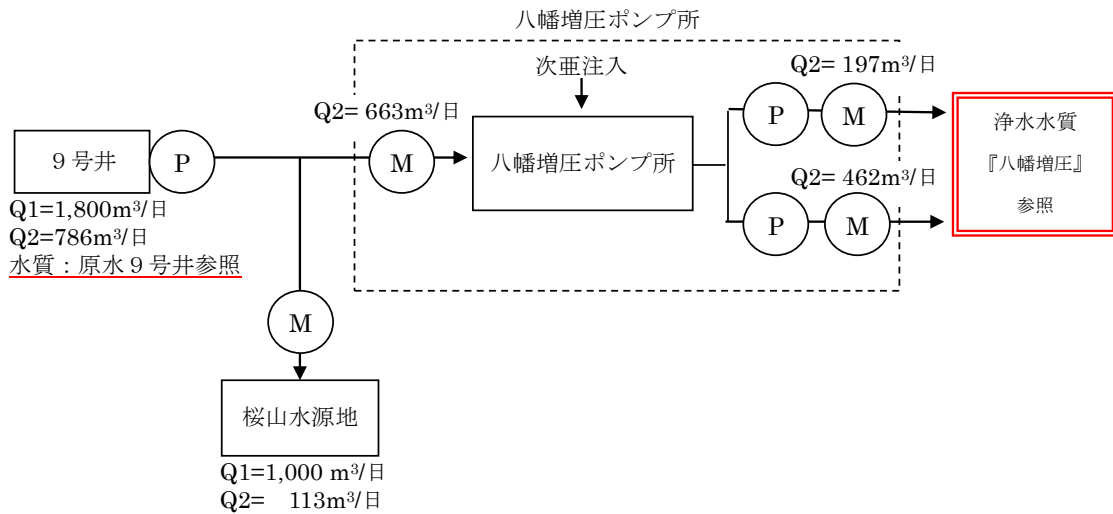 八幡増圧ポンプ所
次亜注入
Q2= 197m³/日
Q2= 663m³/日
P
M
浄水水質
『八幡増圧』
参照
9号井
P
M
八幡増圧ポンプ所
Q2= 462m³/日
P
M
Q1=1,800m³/日
Q2=786m³/日
水質：原水9号井参照
M
桜山水源地
Q1=1,000 m³/日
Q2= 113m³/日